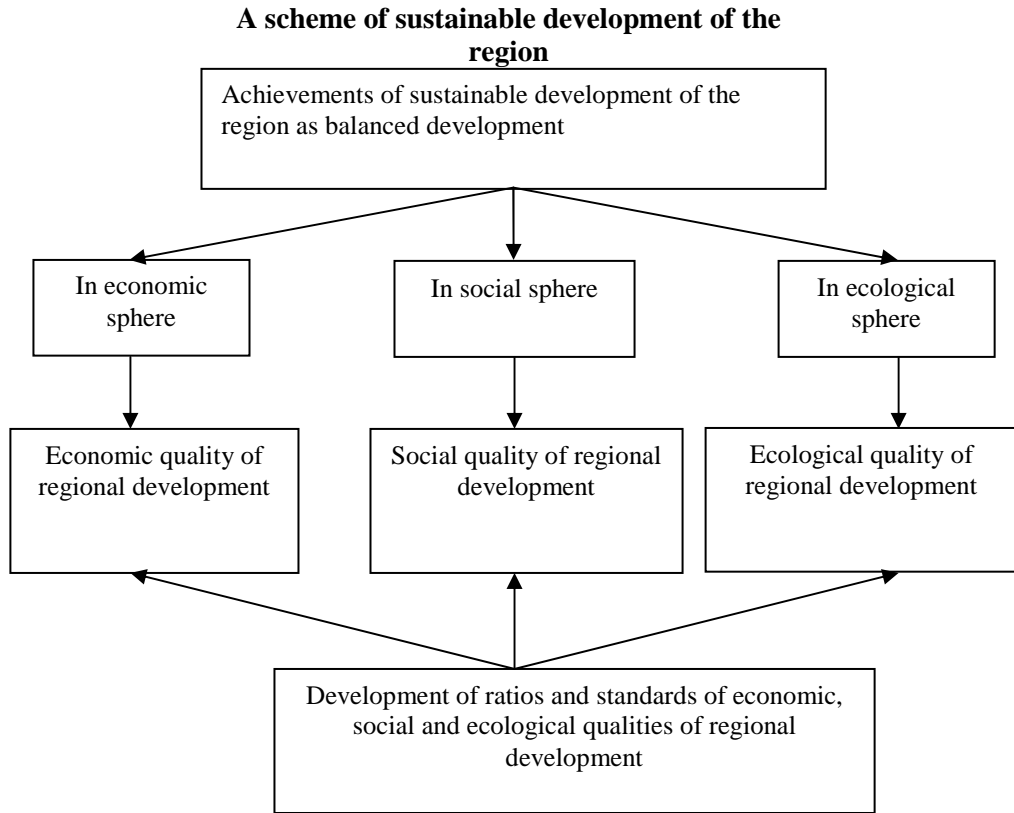 A scheme of sustainable development of the
region
Achievements of sustainable development of the
region as balanced development
In economic
sphere
In social sphere
In ecological
sphere
Economic quality of
regional development
Social quality of regional
development
Ecological quality of
regional development
Development of ratios and standards of economic,
social and ecological qualities of regional
development